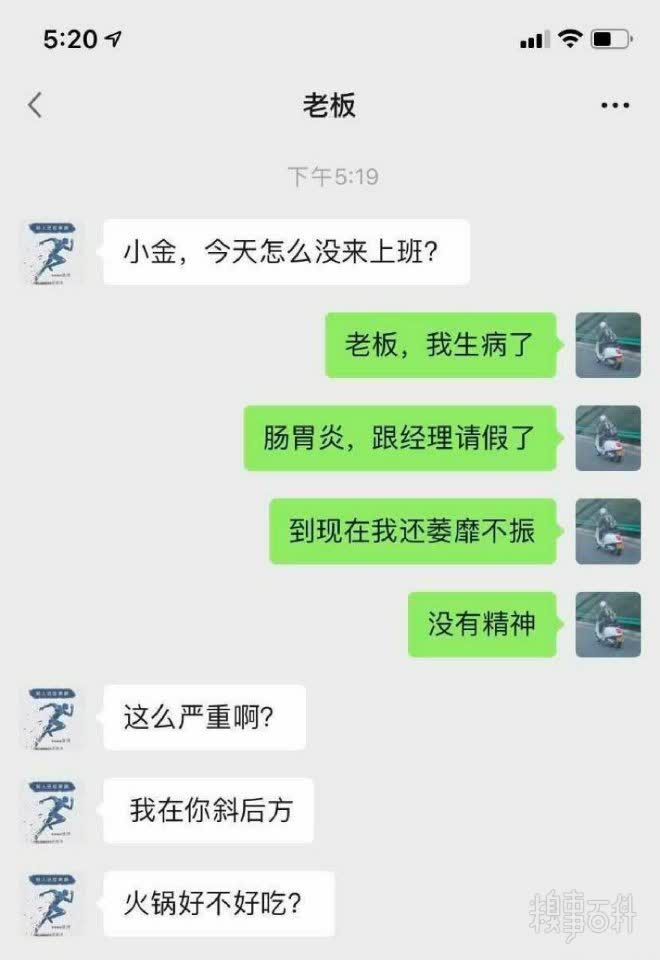 5:20
老板
下午5:19
小金，今天怎么没来上班？
老板，我生病了
肠胃炎，跟经理请假了
到现在我还萎靡不振
没有精神
这么严重啊？
我在你斜后方
火锅好不好吃？
糗事百科